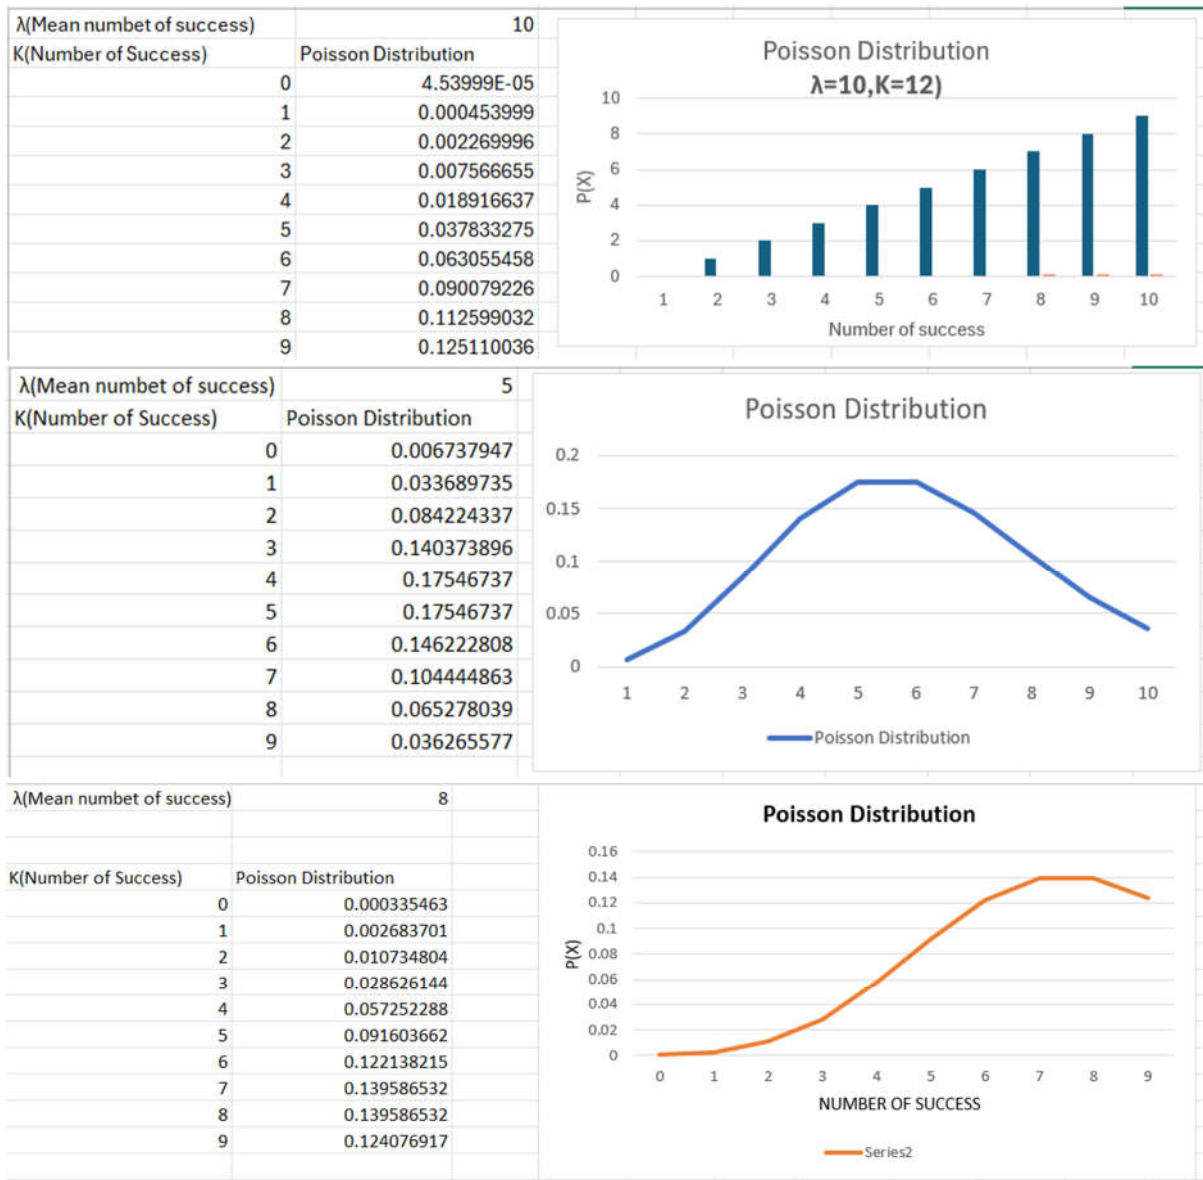 λ(Mean numbet of success) 10
K(Number of Success) Poisson Distribution
0 4.53999E-05
1 0.000453999
2 0.002269996
3 0.007566655
4 0.018916637
5 0.037833275
6 0.063055458
7 0.090079226
8 0.112599032
9 0.125110036
Poisson Distribution
λ=10,K=12)
10
8
6
4
2
0
P(X)
1 2 3 4 5 6 7 8 9 10
Number of success
λ(Mean numbet of success) 5
K(Number of Success) Poisson Distribution
0 0.006737947
1 0.033689735
2 0.084224337
3 0.140373896
4 0.17546737
5 0.17546737
6 0.146222808
7 0.104444863
8 0.065278039
9 0.036265577
Poisson Distribution
0.2
0.15
0.1
0.05
0
1 2 3 4 5 6 7 8 9 10
Poisson Distribution
λ(Mean numbet of success) 8
K(Number of Success) Poisson Distribution
0 0.000335463
1 0.002683701
2 0.010734804
3 0.028626144
4 0.057252288
5 0.091603662
6 0.122138215
7 0.139586532
8 0.139586532
9 0.124076917
Poisson Distribution
0.16
0.14
0.12
0.1
0.08
0.06
0.04
0.02
0
P(X)
0 1 2 3 4 5 6 7 8 9
NUMBER OF SUCCESS
Series2